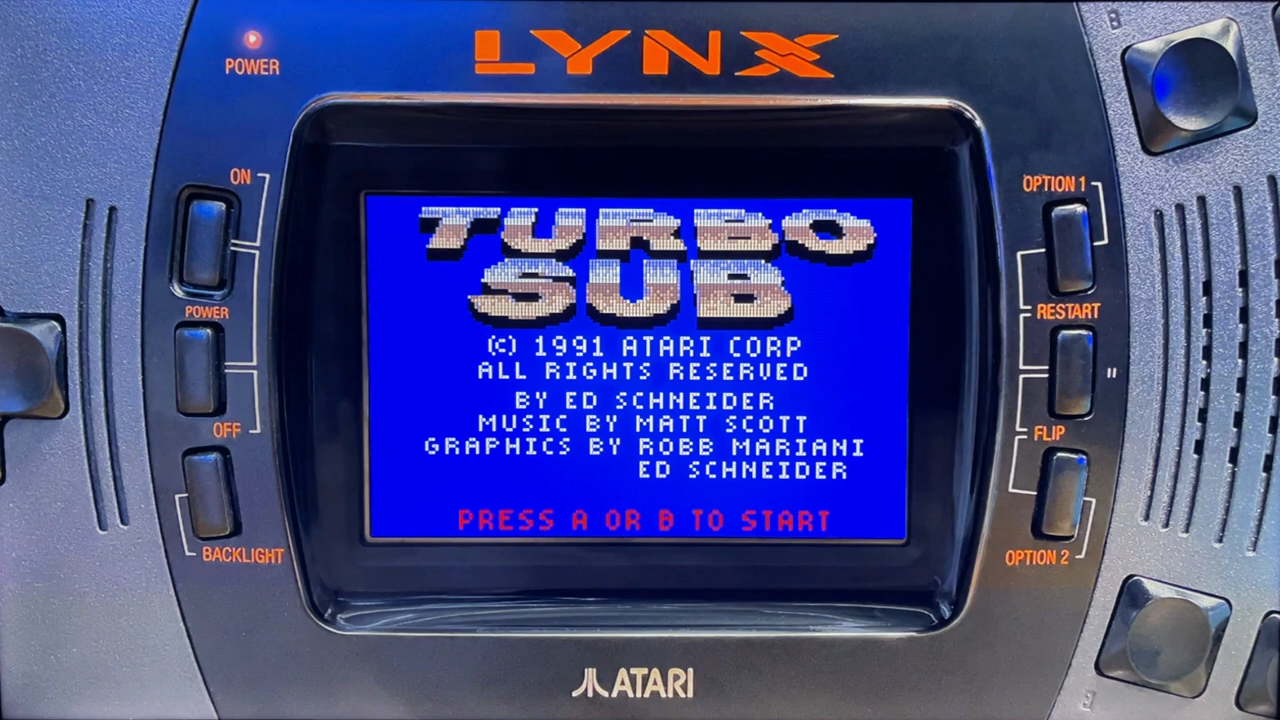 POWER
LYNX
B
ON
OPTION 1
POWER
RESTART
OFF
FLIP
BACKLIGHT
OPTION 2
TURBO
SUB
(C) 1991 ATARI CORP
ALL RIGHTS RESERVED
BY ED SCHNEIDER
MUSIC BY MATT SCOTT
GRAPHICS BY ROBB MARIANI
ED SCHNEIDER
PRESS A OR B TO START
ATARI